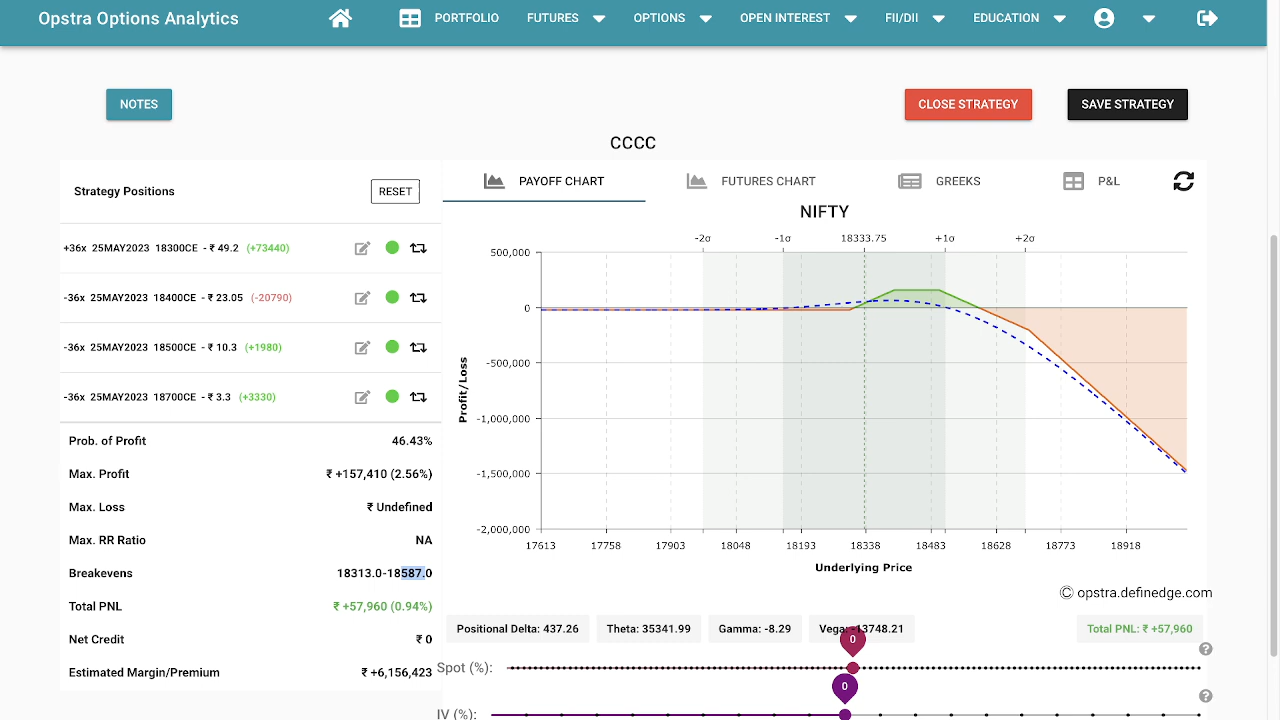 Opstra Options Analytics PORTFOLIO FUTURES OPTIONS OPEN INTEREST FII/DII EDUCATION
NOTES CLOSE STRATEGY SAVE STRATEGY
CCCC
Strategy Positions RESET
+36x 25MAY2023 18300CE - ₹ 49.2 (+73440)
-36x 25MAY2023 18400CE - ₹ 23.05 (-20790)
-36x 25MAY2023 18500CE - ₹ 10.3 (+1980)
-36x 25MAY2023 18700CE - ₹ 3.3 (+3330)
Prob. of Profit 46.43%
Max. Profit ₹ +157,410 (2.56%)
Max. Loss ₹ Undefined
Max. RR Ratio NA
Breakevens 18313.0-18587.0
Total PNL ₹ +57,960 (0.94%)
Net Credit ₹ 0
Estimated Margin/Premium ₹ +6,156,423
PAYOFF CHART FUTURES CHART GREEKS P&L
NIFTY
-2σ -1σ 18333.75 +1σ +2σ
500,000
0
-500,000
-1,000,000
-1,500,000
-2,000,000
Profit/Loss
17613 17758 17903 18048 18193 18338 18483 18628 18773 18918
Underlying Price
© opstra.definedge.com
Positional Delta: 437.26 Theta: 35341.99 Gamma: -8.29 Vega: -13748.21 Total PNL: ₹ +57,960
0
Spot (%):
0
IV (%):